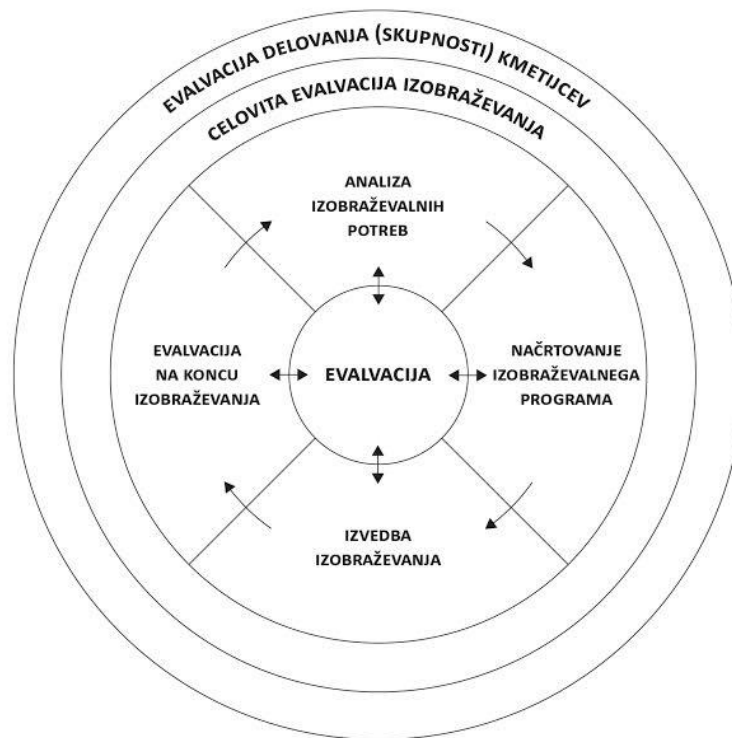 EVALVACIJA DELOVANJA (SKUPNOSTI) KMETIJCEV
CELOVITA EVALVACIJA IZOBRAŽEVANJA
ANALIZA
IZOBRAŽEVALNIH
POTREB
EVALVACIJA
NA KONCU
IZOBRAŽEVANJA
EVALVACIJA
NAČRTOVANJE
IZOBRAŽEVALNEGA
PROGRAMA
IZVEDBA
IZOBRAŽEVANJA